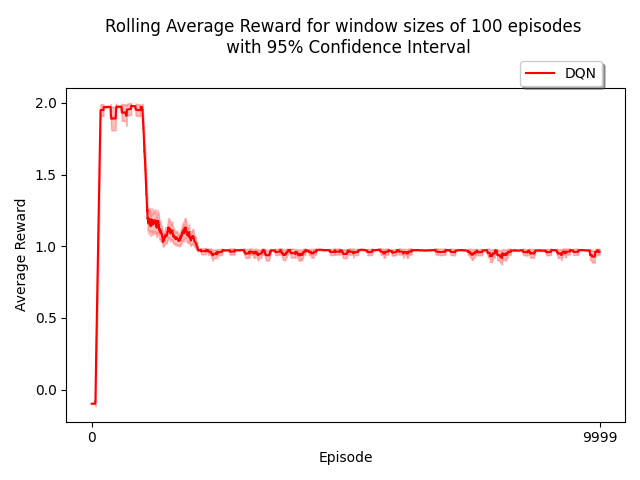 Rolling Average Reward for window sizes of 100 episodes
with 95% Confidence Interval
DQN
2.0
1.5
1.0
0.5
0.0
Average Reward
0
9999
Episode